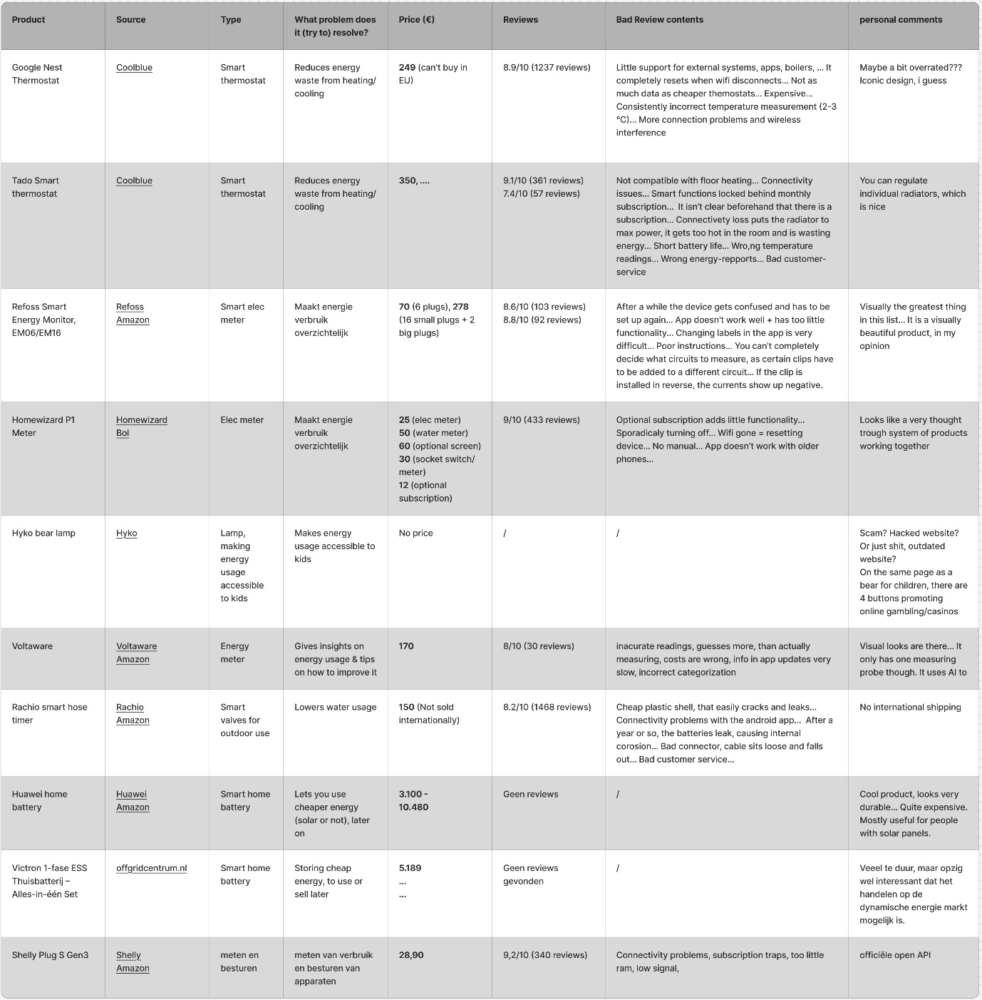 Product
Source
Type
What problem does
it (try to) resolve?
Price (€)
Reviews
Bad Review contents
personal comments
Google Nest
Thermostat
Coolblue
Smart
thermostat
Reduces energy
waste from heating/
cooling
249 (can't buy in
EU)
8.9/10 (1237 reviews)
Little support for external systems, apps, boilers, ... It
completely resets when wifi disconnects... Not as
much data as cheaper themostats... Expensive...
Consistently incorrect temperature measurement (2-3
°C)... More connection problems and wireless
interference
Maybe a bit overrated???
Iconic design, i guess
Tado Smart
thermostat
Coolblue
Smart
thermostat
Reduces energy
waste from heating/
cooling
350, ....
9.1/10 (361 reviews)
7.4/10 (57 reviews)
Not compatible with floor heating... Connectivity
issues... Smart functions locked behind monthly
subscription...  It isn't clear beforehand that there is a
subscription... Connectivety loss puts the radiator to
max power, it gets too hot in the room and is wasting
energy... Short battery life... Wro,ng temperature
readings... Wrong energy-repports... Bad customer-
service
You can regulate
individual radiators, which
is nice
Refoss Smart
Energy Monitor,
EM06/EM16
Refoss
Amazon
Smart elec
meter
Maakt energie
verbruik
overzichtelijk
70 (6 plugs), 278
(16 small plugs + 2
big plugs)
8.6/10 (103 reviews)
8.8/10 (92 reviews)
After a while the device gets confused and has to be
set up again... App doesn't work well + has too little
functionality... Changing labels in the app is very
difficult... Poor instructions... You can't completely
decide what circuits to measure, as certain clips have
to be added to a different circuit... If the clip is
installed in reverse, the currents show up negative.
Visually the greatest thing
in this list... It is a visually
beautiful product, in my
opinion
Homewizard P1
Meter
Homewizard
Bol
Elec meter
Maakt energie
verbruik
overzichtelijk
25 (elec meter)
50 (water meter)
60 (optional screen)
30 (socket switch/
meter)
12 (optional
subscription)
9/10 (433 reviews)
Optional subscription adds little functionality...
Sporadicaly turning off... Wifi gone = resetting
device... No manual... App doesn't work with older
phones...
Looks like a very thought
trough system of products
working together
Hyko bear lamp
Hyko
Lamp,
making
energy
usage
accessible
to kids
Makes energy
usage accessible to
kids
No price
/
/
Scam? Hacked website?
Or just shit, outdated
website?
On the same page as a
bear for children, there are
4 buttons promoting
online gambling/casinos
Voltaware
Voltaware
Amazon
Energy
meter
Gives insights on
energy usage & tips
on how to improve it
170
8/10 (30 reviews)
inacurate readings, guesses more, than actually
measuring, costs are wrong, info in app updates very
slow, incorrect categorization
Visual looks are there... It
only has one measuring
probe though. It uses AI to
Rachio smart hose
timer
Rachio
Amazon
Smart
valves for
outdoor use
Lowers water usage
150 (Not sold
internationally)
8.2/10 (1468 reviews)
Cheap plastic shell, that easily cracks and leaks...
Connectivity problems with the android app...  After a
year or so, the batteries leak, causing internal
corosion... Bad connector, cable sits loose and falls
out... Bad customer service...
No international shipping
Huawei home
battery
Huawei
Amazon
Smart home
battery
Lets you use
cheaper energy
(solar or not), later
on
3.100 -
10.480
Geen reviews
/
Cool product, looks very
durable... Quite expensive.
Mostly useful for people
with solar panels.
Victron 1-fase ESS
Thuisbatterij –
Alles-in-één Set
offgridcentrum.nl
Smart home
battery
Storing cheap
energy, to use or
sell later
5.189
...
...
Geen reviews
gevonden
/
Veeel te duur, maar opzig
wel interessant dat het
handelen op de
dynamische energie markt
mogelijk is.
Shelly Plug S Gen3
Shelly
Amazon
meten en
besturen
meten van verbruik
en besturen van
apparaten
28,90
9,2/10 (340 reviews)
Connectivity problems, subscription traps, too little
ram, low signal,
officiële open API